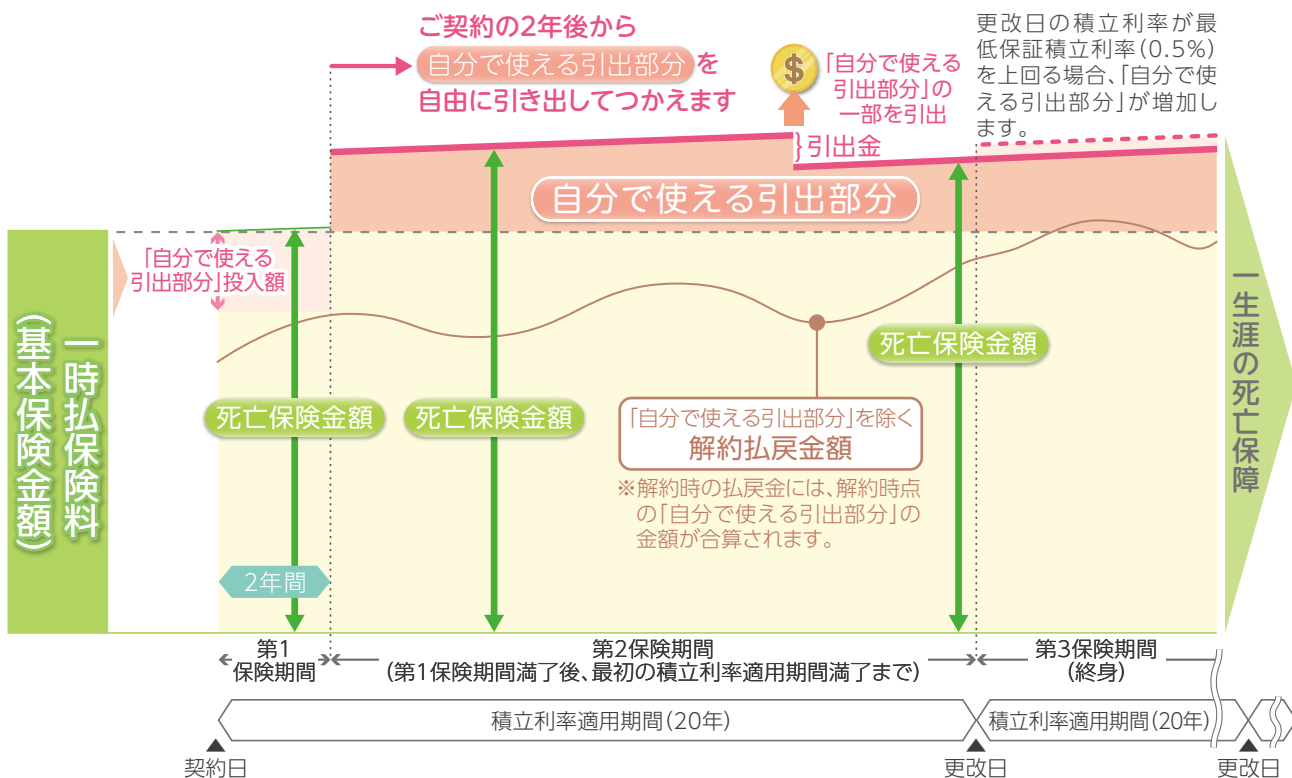 ご契約の2年後から
自分で使える引出部分を
自由に引き出してつかえます
$
「自分で使える
引出部分」の
一部を引出
引出金
更改日の積立利率が最
低保証積立利率(0.5%)
を上回る場合、「自分で使
える引出部分」が増加し
ます。
自分で使える引出部分
「自分で使える
引出部分」投入額
一時払保険料
(基本保険金額)
死亡保険金額
死亡保険金額
死亡保険金額
「自分で使える引出部分」を除く
解約払戻金額
※解約時の払戻金には、解約時点
の「自分で使える引出部分」の
金額が合算されます。
一生涯の死亡保障
2年間
第1
保険期間
第2保険期間
(第1保険期間満了後、最初の積立利率適用期間満了まで)
第3保険期間
(終身)
積立利率適用期間(20年)
積立利率適用期間(20年)
契約日
更改日
更改日